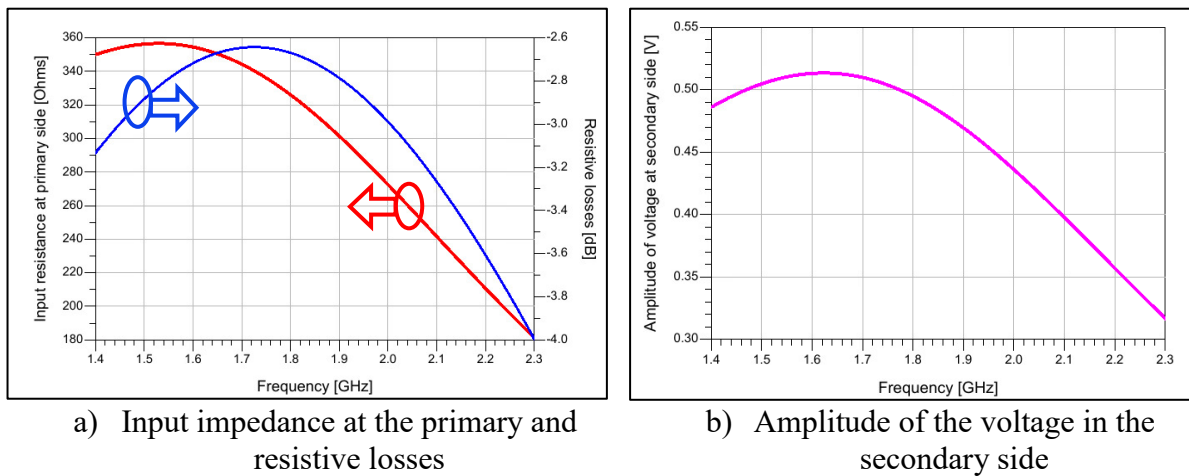 Input resistance at primary side [Ohms]
360
340
320
300
280
260
240
220
200
180
-2.6
-2.8
-3.0
-3.2
-3.4
-3.6
-3.8
-4.0
Resistive losses [dB]
1.4 1.5 1.6 1.7 1.8 1.9 2.0 2.1 2.2 2.3
Frequency [GHz]
a) Input impedance at the primary and
resistive losses
Amplitude of voltage at secondary side [V]
0.55
0.50
0.45
0.40
0.35
0.30
1.4 1.5 1.6 1.7 1.8 1.9 2.0 2.1 2.2 2.3
Frequency [GHz]
b) Amplitude of the voltage in the
secondary side